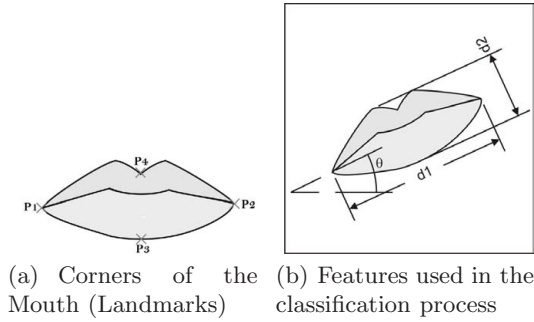 P4
P1
P2
P3
d2
θ
d1
(a) Corners of the
Mouth (Landmarks)
(b) Features used in the
classification process